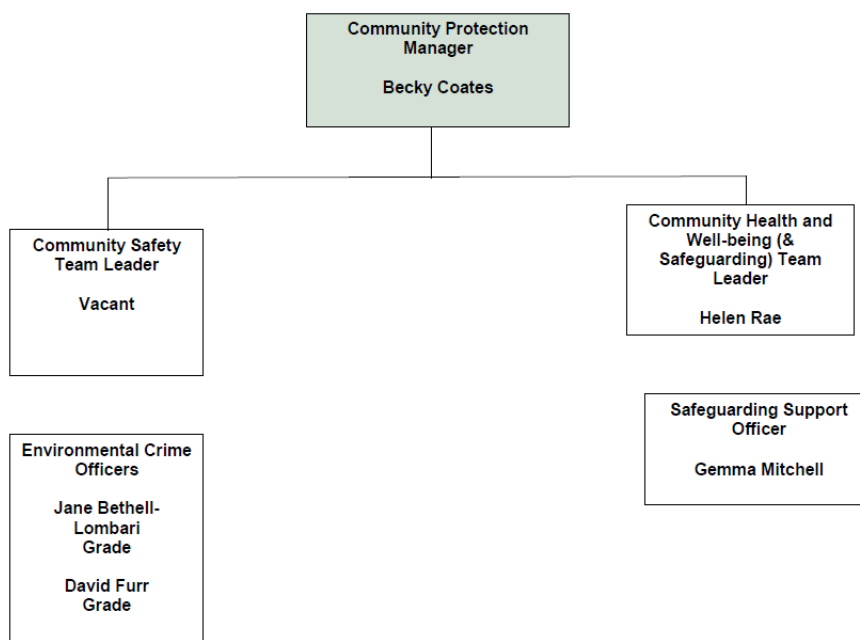 Community Protection
Manager
Becky Coates
Community Safety
Team Leader
Vacant
Community Health and
Well-being (&
Safeguarding) Team
Leader
Helen Rae
Environmental Crime
Officers
Jane Bethell-
Lombari
Grade
David Furr
Grade
Safeguarding Support
Officer
Gemma Mitchell